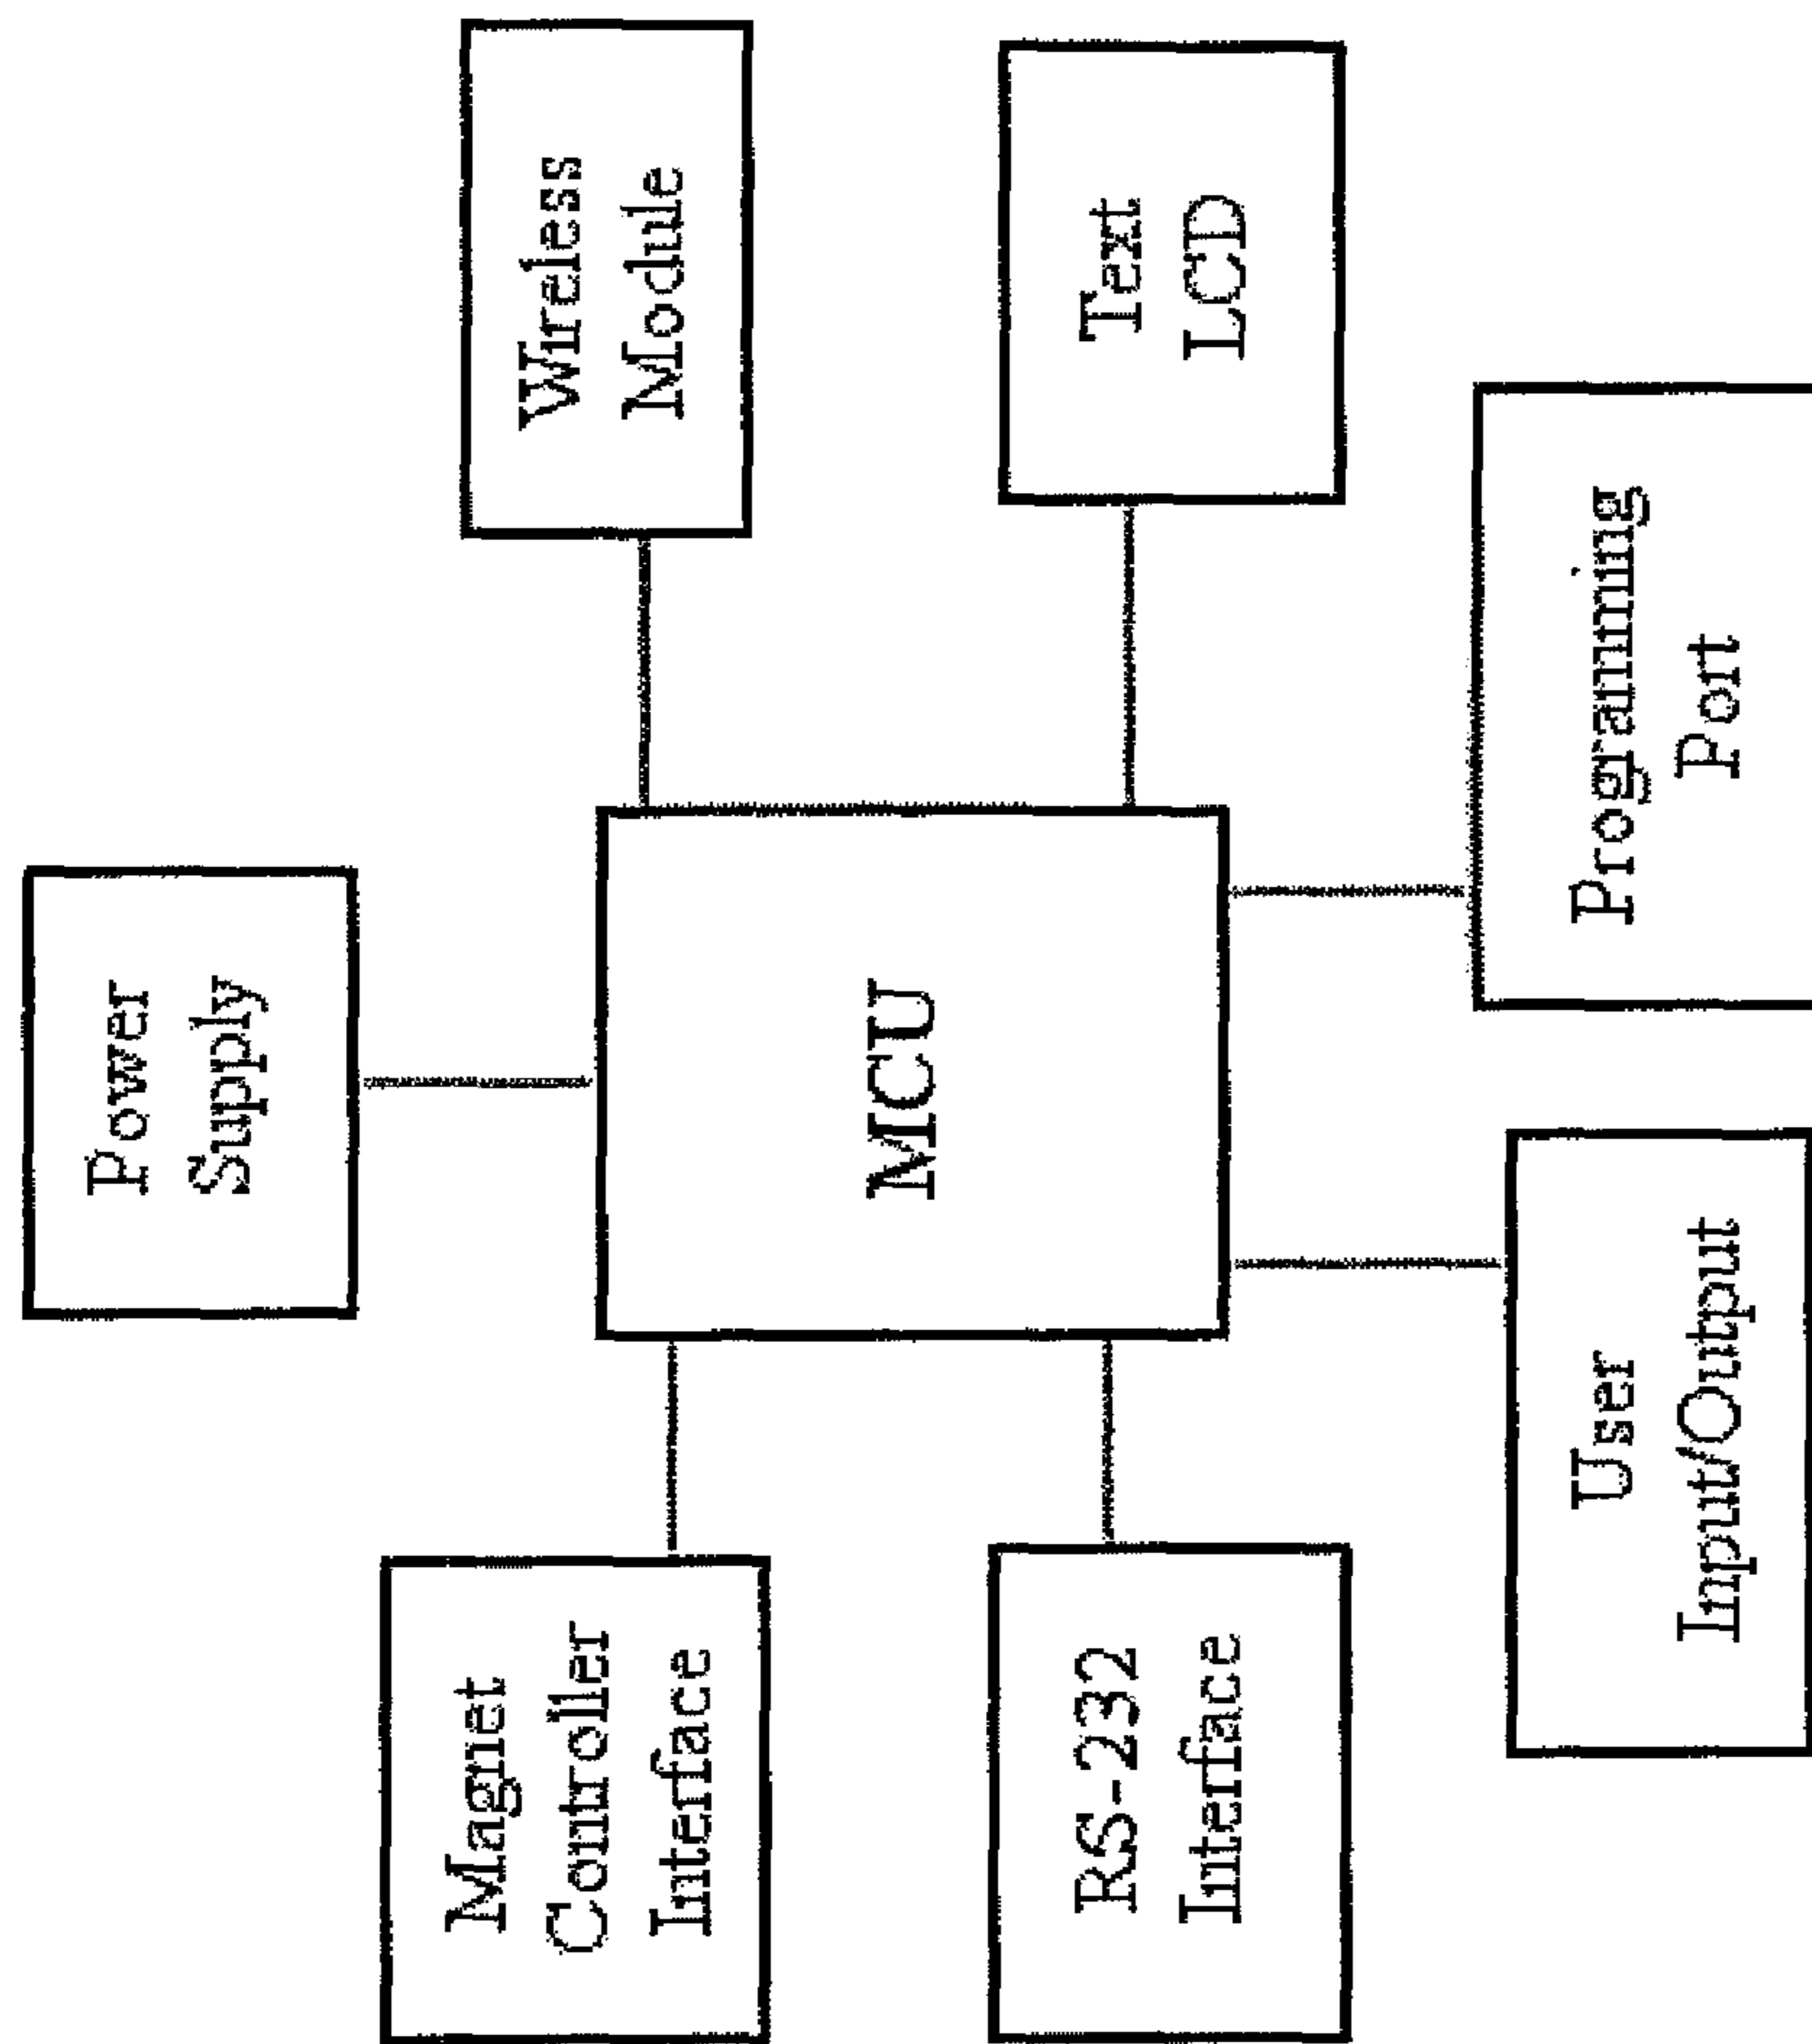 Power
Supply
Magnet
Controller
Interface
Wireless
Module
MCU
RS-232
Interface
Text
LCD
User
Input/Output
Programming
Port